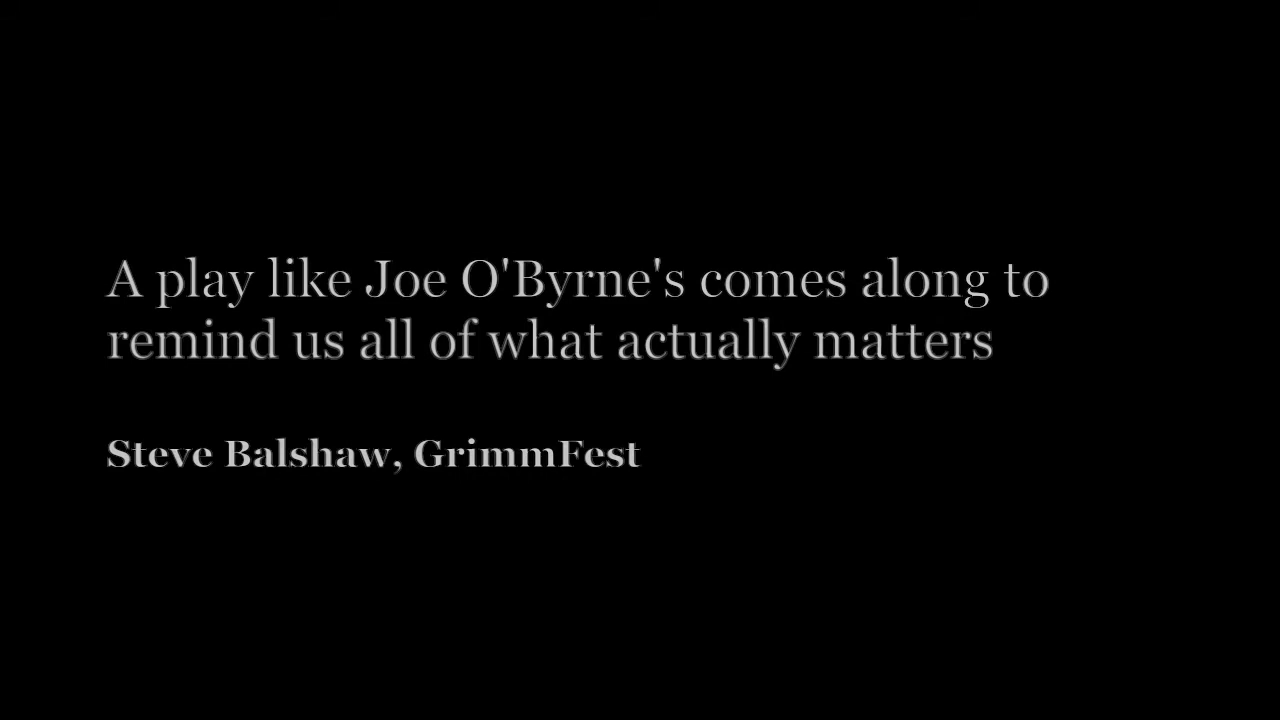 A play like Joe O'Byrne's comes along to
remind us all of what actually matters
Steve Balshaw, GrimmFest